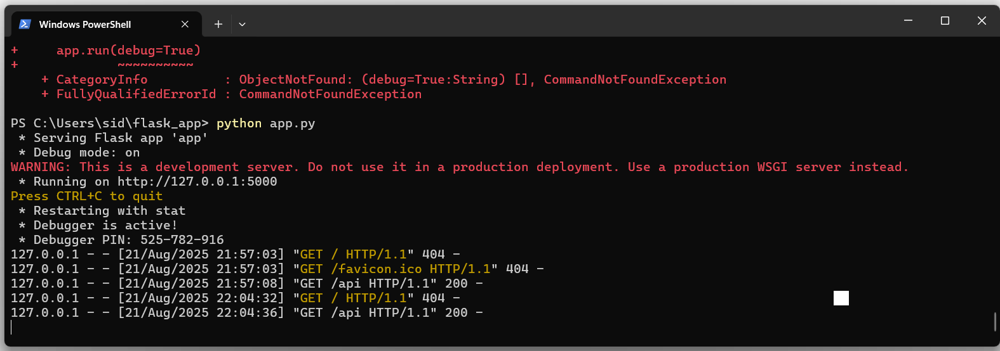 Windows PowerShell
+     app.run(debug=True)
+             ~~~~~~~~~~
    + CategoryInfo          : ObjectNotFound: (debug=True:String) [], CommandNotFoundException
    + FullyQualifiedErrorId : CommandNotFoundException
PS C:\Users\sid\flask_app> python app.py
 * Serving Flask app 'app'
 * Debug mode: on
WARNING: This is a development server. Do not use it in a production deployment. Use a production WSGI server instead.
 * Running on http://127.0.0.1:5000
Press CTRL+C to quit
 * Restarting with stat
 * Debugger is active!
 * Debugger PIN: 525-782-916
127.0.0.1 - - [21/Aug/2025 21:57:03] "GET / HTTP/1.1" 404 -
127.0.0.1 - - [21/Aug/2025 21:57:03] "GET /favicon.ico HTTP/1.1" 404 -
127.0.0.1 - - [21/Aug/2025 21:57:08] "GET /api HTTP/1.1" 200 -
127.0.0.1 - - [21/Aug/2025 22:04:32] "GET / HTTP/1.1" 404 -
127.0.0.1 - - [21/Aug/2025 22:04:36] "GET /api HTTP/1.1" 200 -